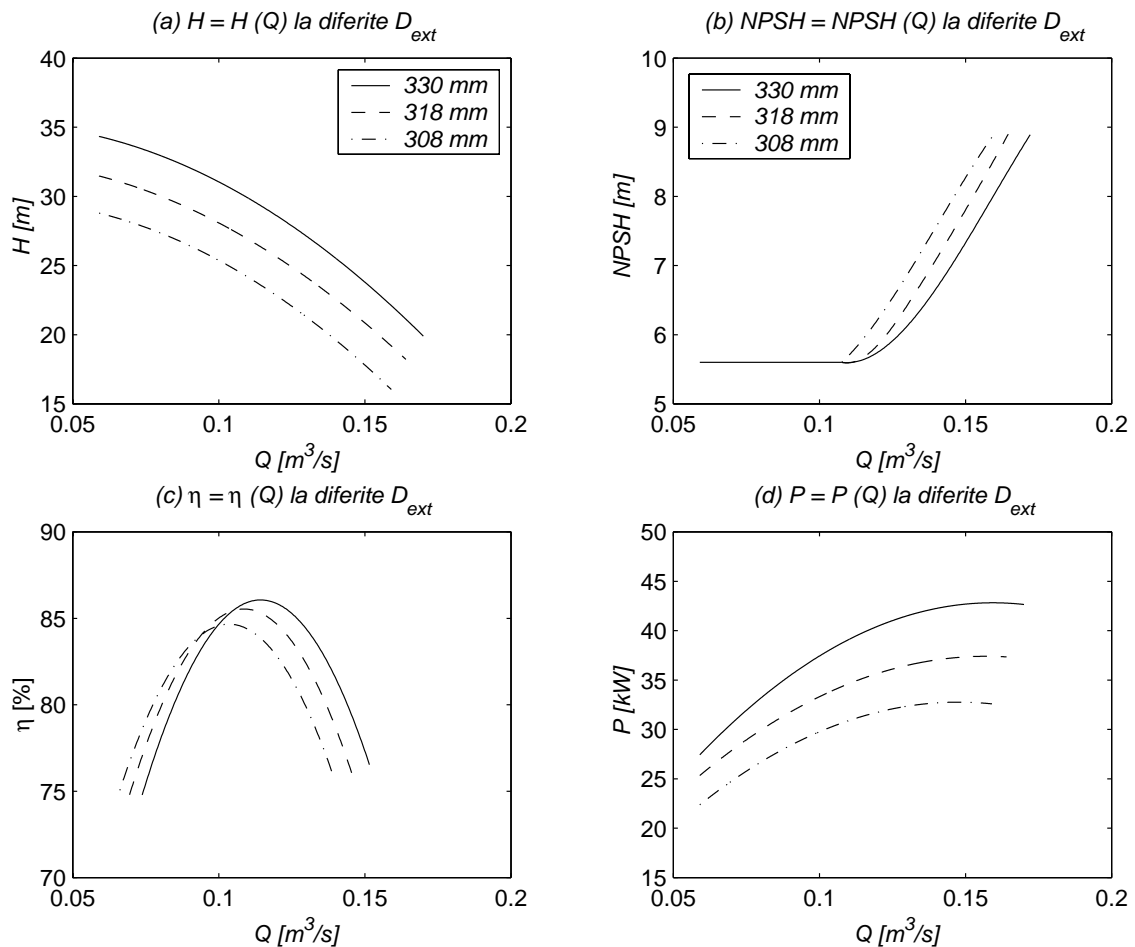 (a) H = H (Q) la diferite D_ext
40
35
30
25
20
15
H [m]
0.05 0.1 0.15 0.2
Q [m³/s]
330 mm
318 mm
308 mm
(b) NPSH = NPSH (Q) la diferite D_ext
10
9
8
7
6
5
NPSH [m]
0.05 0.1 0.15 0.2
Q [m³/s]
330 mm
318 mm
308 mm
(c) η = η (Q) la diferite D_ext
90
85
80
75
70
η [%]
0.05 0.1 0.15 0.2
Q [m³/s]
(d) P = P (Q) la diferite D_ext
50
45
40
35
30
25
20
15
P [kW]
0.05 0.1 0.15 0.2
Q [m³/s]